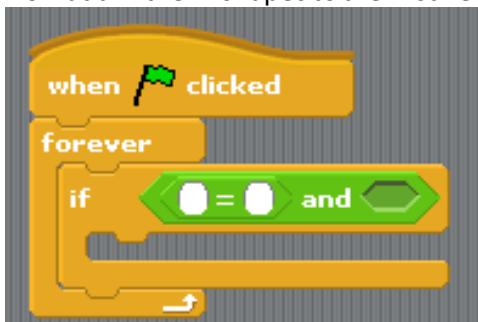 when clicked
forever
if = and